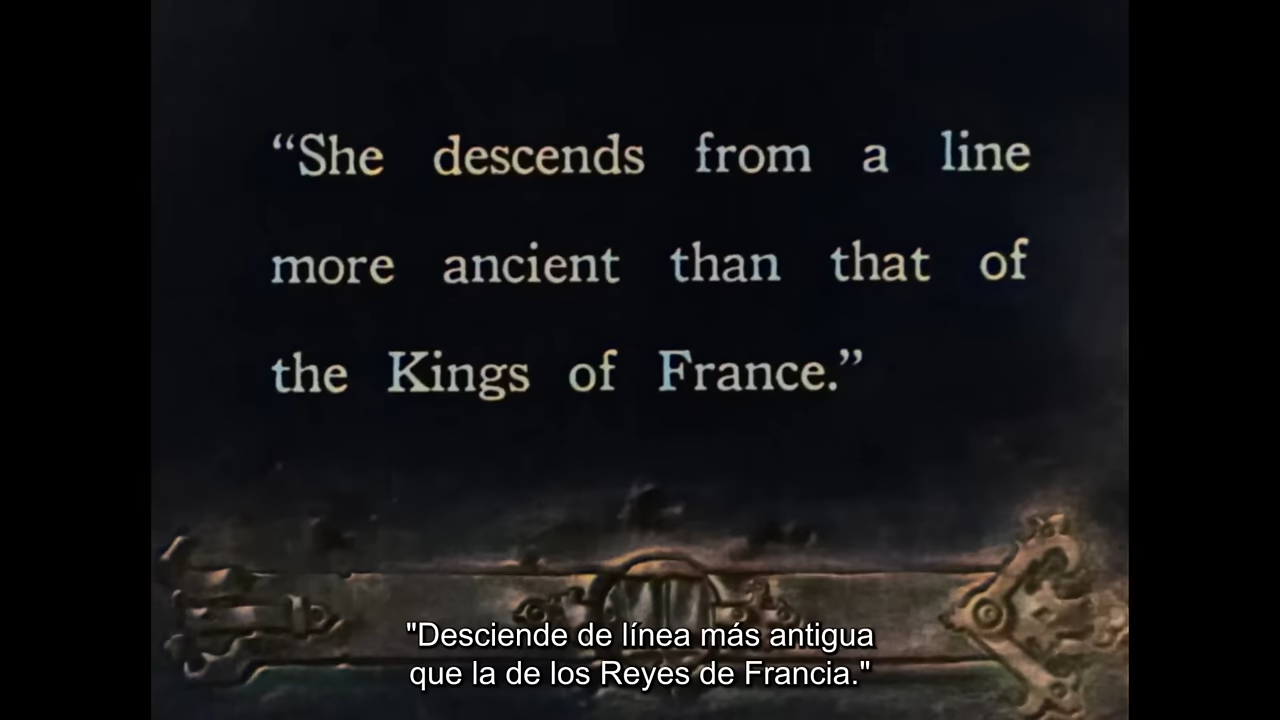 “She descends from a line
more ancient than that of
the Kings of France.”
"Desciende de línea más antigua
que la de los Reyes de Francia."